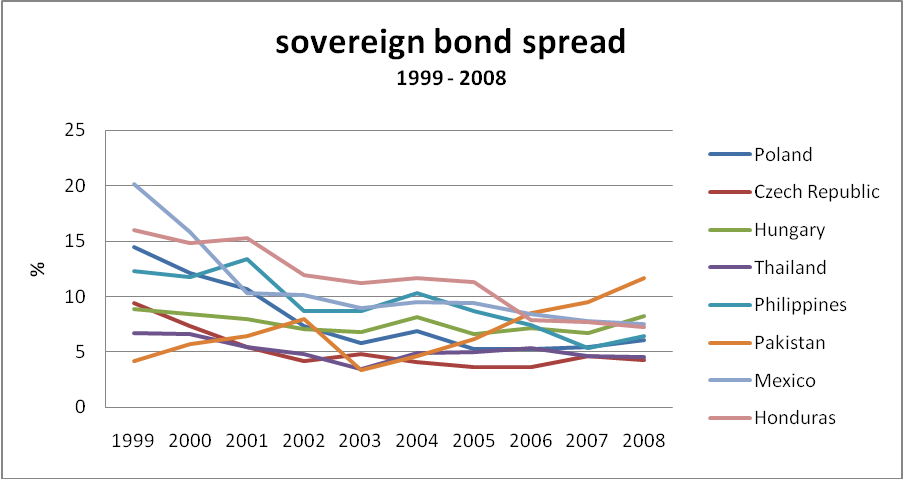 sovereign bond spread
1999 - 2008
25
20
15
10
5
0
%
1999 2000 2001 2002 2003 2004 2005 2006 2007 2008
Poland
Czech Republic
Hungary
Thailand
Philippines
Pakistan
Mexico
Honduras